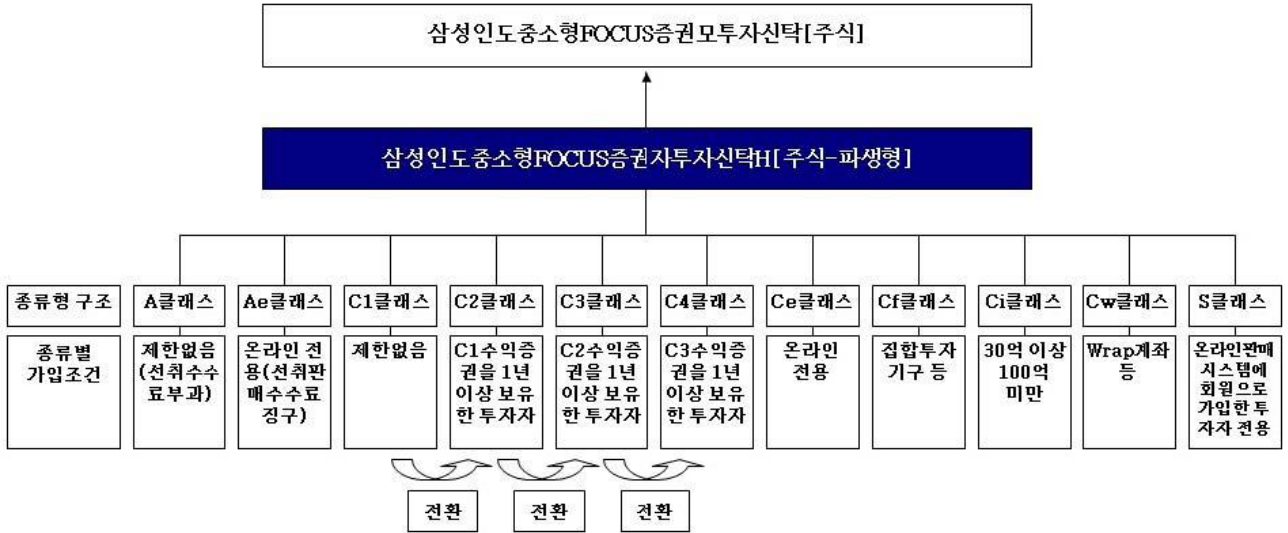 삼성인도중소형FOCUS증권모투자신탁[주식]
삼성인도중소형FOCUS증권자투자신탁H[주식-파생형]
종류형 구조
A클래스
Ae클래스
C1클래스
C2클래스
C3클래스
C4클래스
Ce클래스
Cf클래스
Ci클래스
Cw클래스
S클래스
종류별
가입조건
제한없음
(선취수수
료부과)
온라인 전
용(선취판
매수수료
징구)
제한없음
C1수익증
권을 1년
이상 보유
한 투자자
C2수익증
권을 1년
이상 보유
한 투자자
C3수익증
권을 1년
이상 보유
한 투자자
온라인
전용
집합투자
기구 등
30억 이상
100억
미만
Wrap계좌
등
온라인판매
시스템에
회원으로
가입한 투
자자 전용
전환
전환
전환